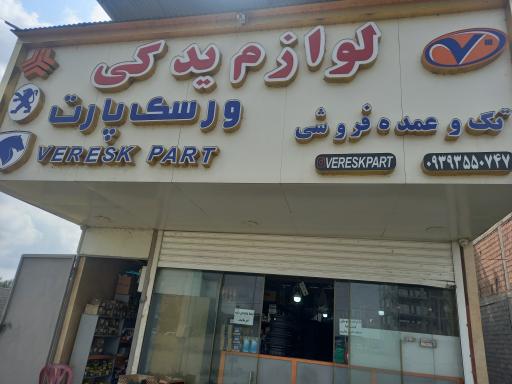 لوازم یدکی
ورسک پارت
تک و عمده فروشی
VERESK PART
@VERESKPART
۰۹۳۹۳۵۵۰۷۴۷